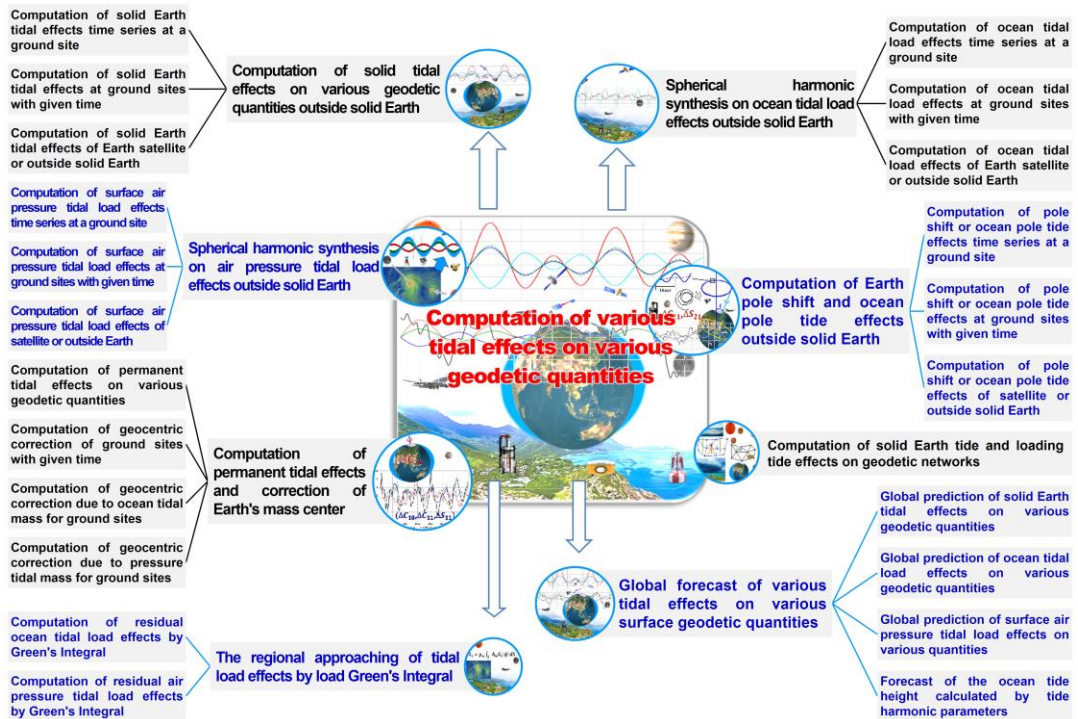 Computation of solid Earth
tidal effects time series at a
ground site
Computation of solid Earth
tidal effects at ground sites
with given time
Computation of solid Earth
tidal effects of Earth satellite
or outside solid Earth
Computation of solid tidal
effects on various geodetic
quantities outside solid Earth
Spherical harmonic
synthesis on ocean tidal load
effects outside solid Earth
Computation of ocean tidal
load effects time series at a
ground site
Computation of ocean tidal
load effects at ground sites
with given time
Computation of ocean tidal
load effects of Earth satellite
or outside solid Earth
Computation of surface air
pressure tidal load effects
time series at a ground site
Computation of surface air
pressure tidal load effects at
ground sites with given time
Computation of surface air
pressure tidal load effects of
satellite or outside Earth
Spherical harmonic synthesis
on air pressure tidal load
effects outside solid Earth
Computation of various
tidal effects on various
geodetic quantities
Computation of Earth
pole shift and ocean
pole tide effects
outside solid Earth
Computation of pole
shift or ocean pole tide
effects time series at a
ground site
Computation of pole
shift or ocean pole tide
effects at ground sites
with given time
Computation of pole
shift or ocean pole tide
effects of satellite or
outside solid Earth
Computation of permanent
tidal effects on various
geodetic quantities
Computation of geocentric
correction of ground sites
with given time
Computation of geocentric
correction due to ocean tidal
mass for ground sites
Computation of geocentric
correction due to pressure
tidal mass for ground sites
Computation of
permanent tidal effects
and correction of
Earth's mass center
(ΔC̄₁₀,ΔC̄₁₁,ΔS̄₁₁)
Computation of solid Earth tide and loading
tide effects on geodetic networks
Global forecast of various
tidal effects on various
surface geodetic quantities
Global prediction of solid Earth
tidal effects on various
geodetic quantities
Global prediction of ocean tidal
load effects on various
geodetic quantities
Global prediction of surface air
pressure tidal load effects on
various quantities
Forecast of the ocean tide
height calculated by tide
harmonic parameters
Computation of residual
ocean tidal load effects by
Green's Integral
Computation of residual air
pressure tidal load effects
by Green's Integral
The regional approaching of tidal
load effects by load Green's Integral